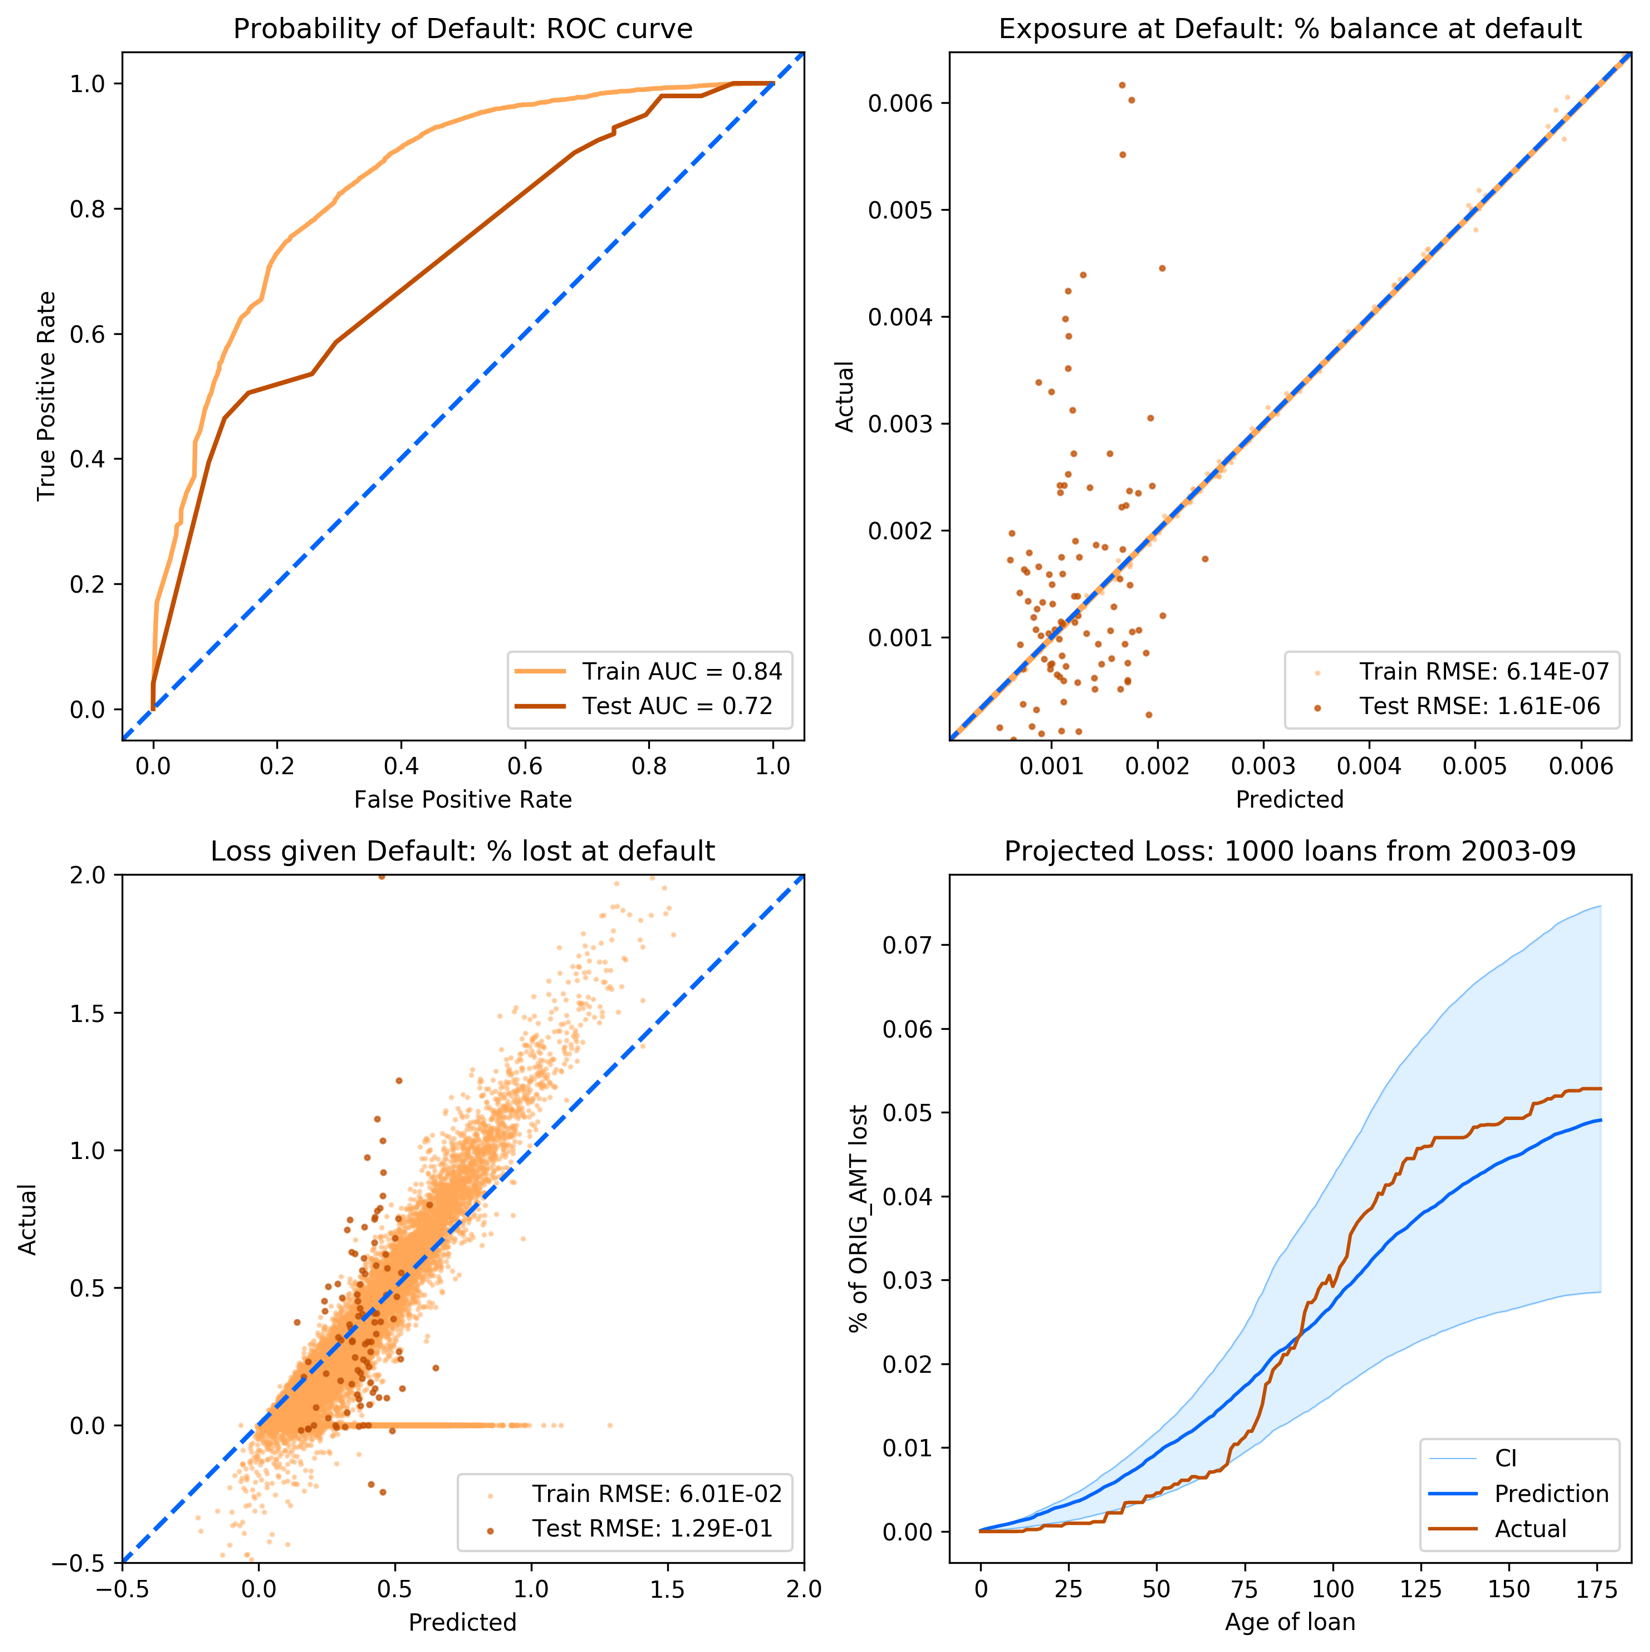 Probability of Default: ROC curve
True Positive Rate
1.0
0.8
0.6
0.4
0.2
0.0
Train AUC = 0.84
Test AUC = 0.72
0.0 0.2 0.4 0.6 0.8 1.0
False Positive Rate
Exposure at Default: % balance at default
Actual
0.006
0.005
0.004
0.003
0.002
0.001
Train RMSE: 6.14E-07
Test RMSE: 1.61E-06
0.001 0.002 0.003 0.004 0.005 0.006
Predicted
Loss given Default: % lost at default
Actual
2.0
1.5
1.0
0.5
0.0
−0.5
Train RMSE: 6.01E-02
Test RMSE: 1.29E-01
−0.5 0.0 0.5 1.0 1.5 2.0
Predicted
Projected Loss: 1000 loans from 2003-09
% of ORIG_AMT lost
0.07
0.06
0.05
0.04
0.03
0.02
0.01
0.00
CI
Prediction
Actual
0 25 50 75 100 125 150 175
Age of loan